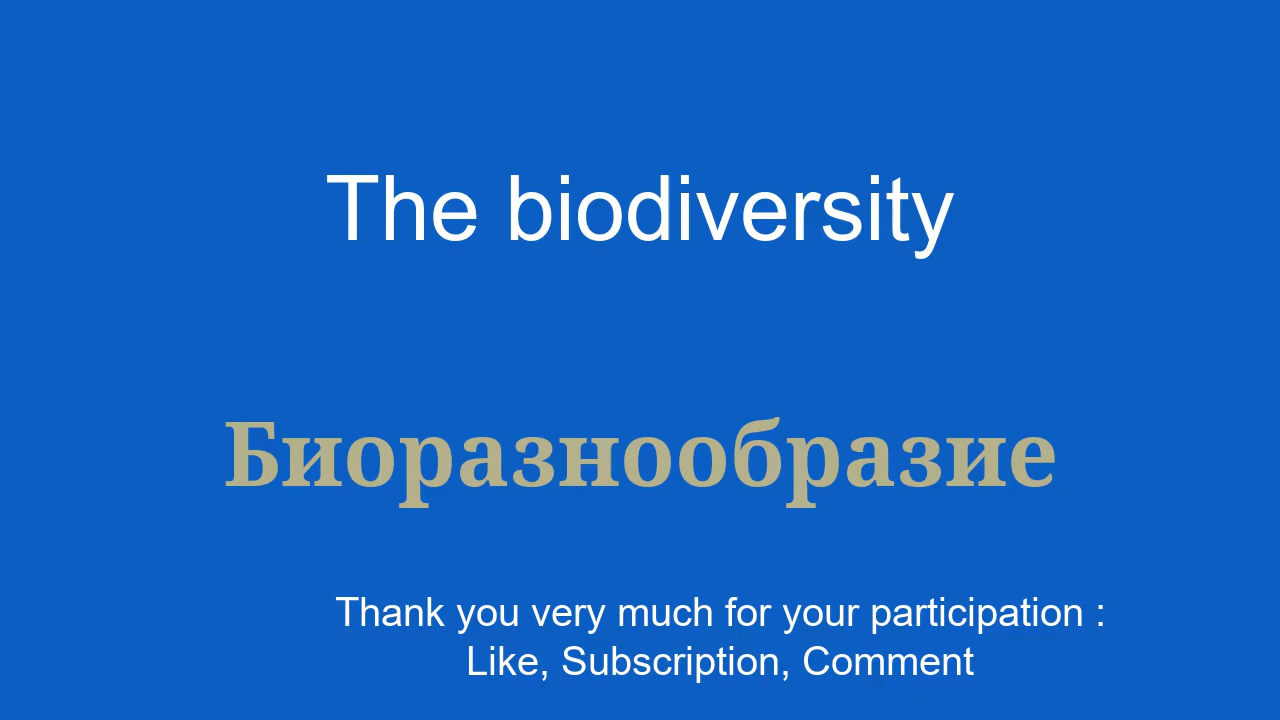 The biodiversity
Биоразнообразие
Thank you very much for your participation :
Like, Subscription, Comment